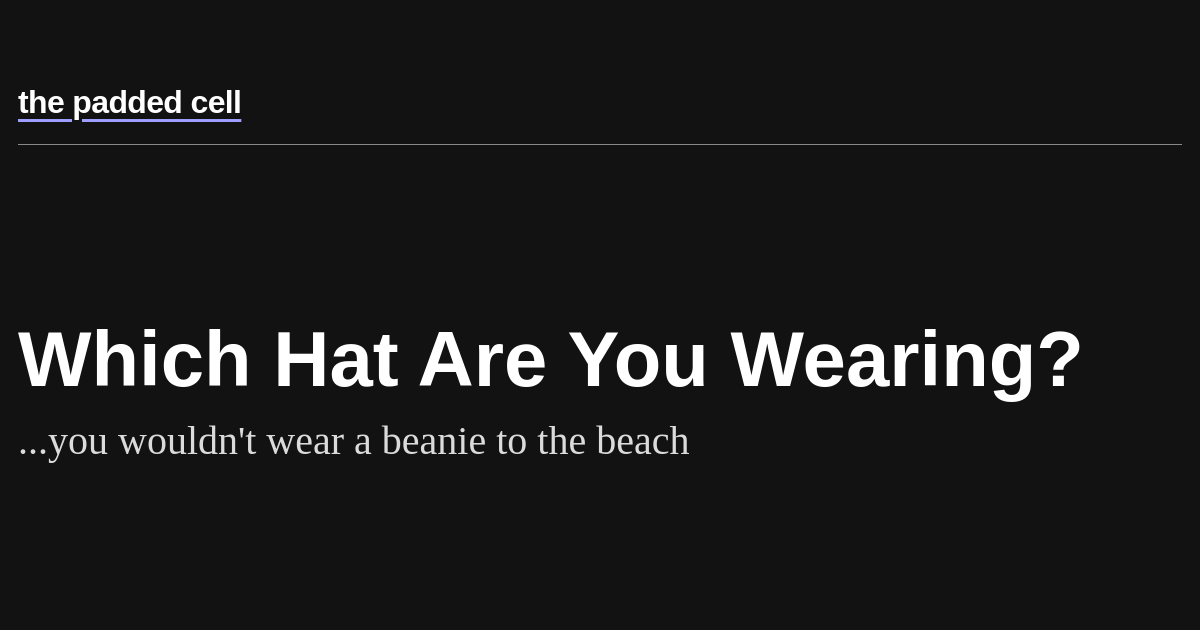 the padded cell
Which Hat Are You Wearing?
...you wouldn't wear a beanie to the beach